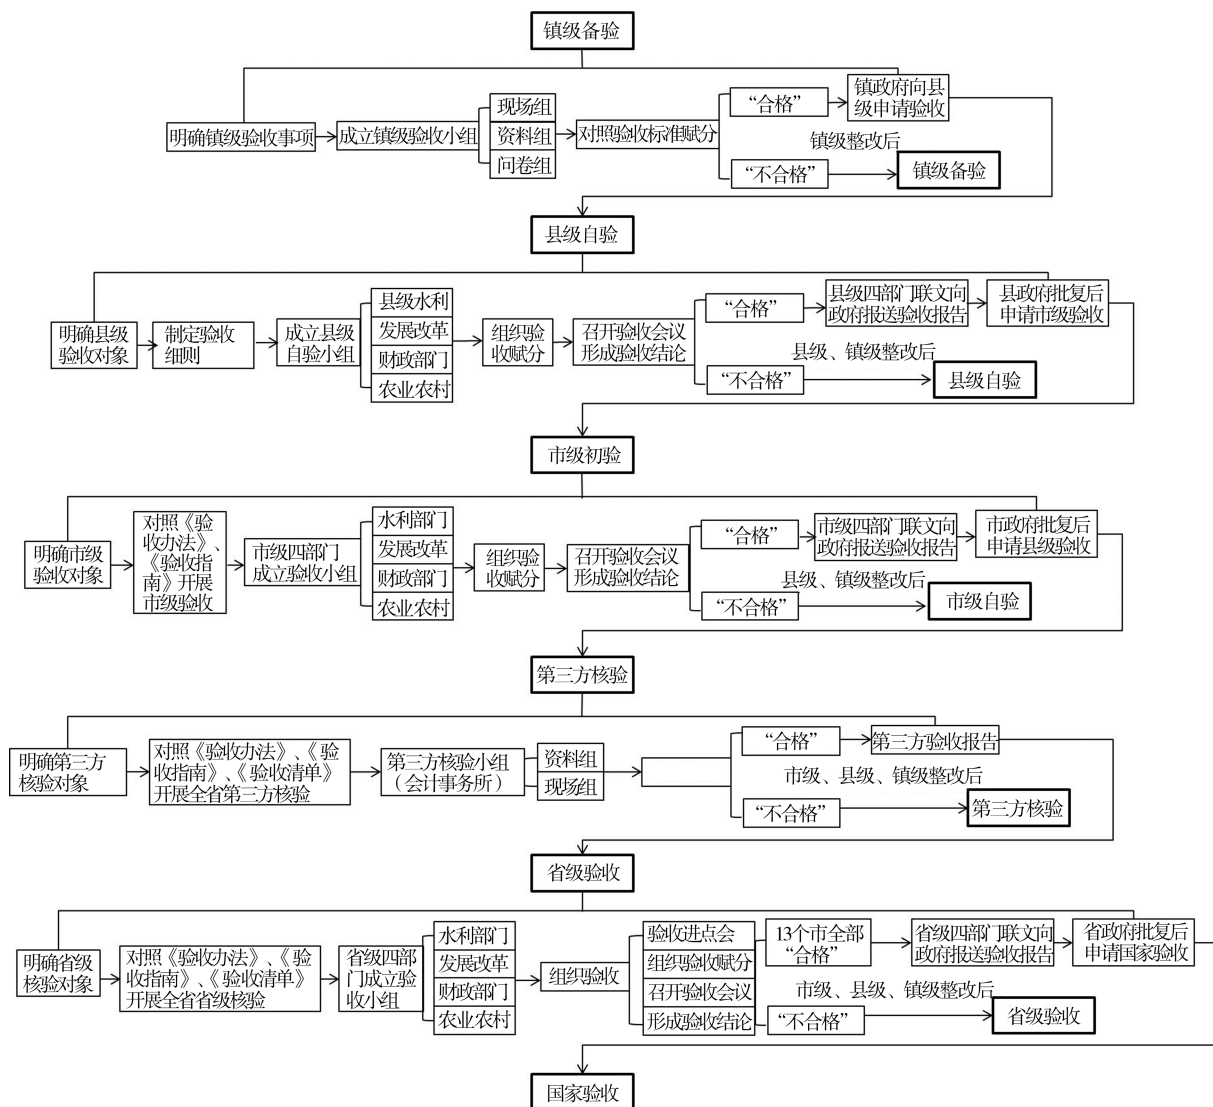 镇级备验
明确镇级验收事项
成立镇级验收小组
现场组
资料组
问卷组
对照验收标准赋分
“合格”
镇政府向县
级申请验收
镇级整改后
“不合格”
镇级备验
县级自验
明确县级
验收对象
制定验收
细则
成立县级
自验小组
县级水利
发展改革
财政部门
农业农村
组织验
收赋分
召开验收会议
形成验收结论
“合格”
县级四部门联文向
政府报送验收报告
县政府批复后
申请市级验收
县级、镇级整改后
“不合格”
县级自验
市级初验
明确市级
验收对象
对照《验
收办法》、
《验收指
南》开展
市级验收
市级四部门
成立验收小组
水利部门
发展改革
财政部门
农业农村
组织验
收赋分
召开验收会议
形成验收结论
“合格”
市级四部门联文向
政府报送验收报告
市政府批复后
申请县级验收
县级、镇级整改后
“不合格”
市级自验
第三方核验
明确第三方
核验对象
对照《验收办法》、《验
收指南》、《验收清单》
开展全省第三方核验
第三方核验小组
（会计事务所）
资料组
现场组
“合格”
第三方验收报告
市级、县级、镇级整改后
“不合格”
第三方核验
省级验收
明确省级
核验对象
对照《验收办法》、《验
收指南》、《验收清单》
开展全省省级核验
省级四部
门成立验
收小组
水利部门
发展改革
财政部门
农业农村
组织验收
验收进点会
组织验收赋分
召开验收会议
形成验收结论
13个市全部
“合格”
省级四部门联文向
政府报送验收报告
省政府批复后
申请国家验收
市级、县级、镇级整改后
“不合格”
省级验收
国家验收